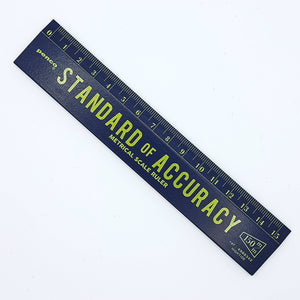 0 1 2 3 4 5 6 7 8 9 10 11 12 13 14 15
penco
STANDARD OF ACCURACY
METRICAL SCALE RULER
150 m/m